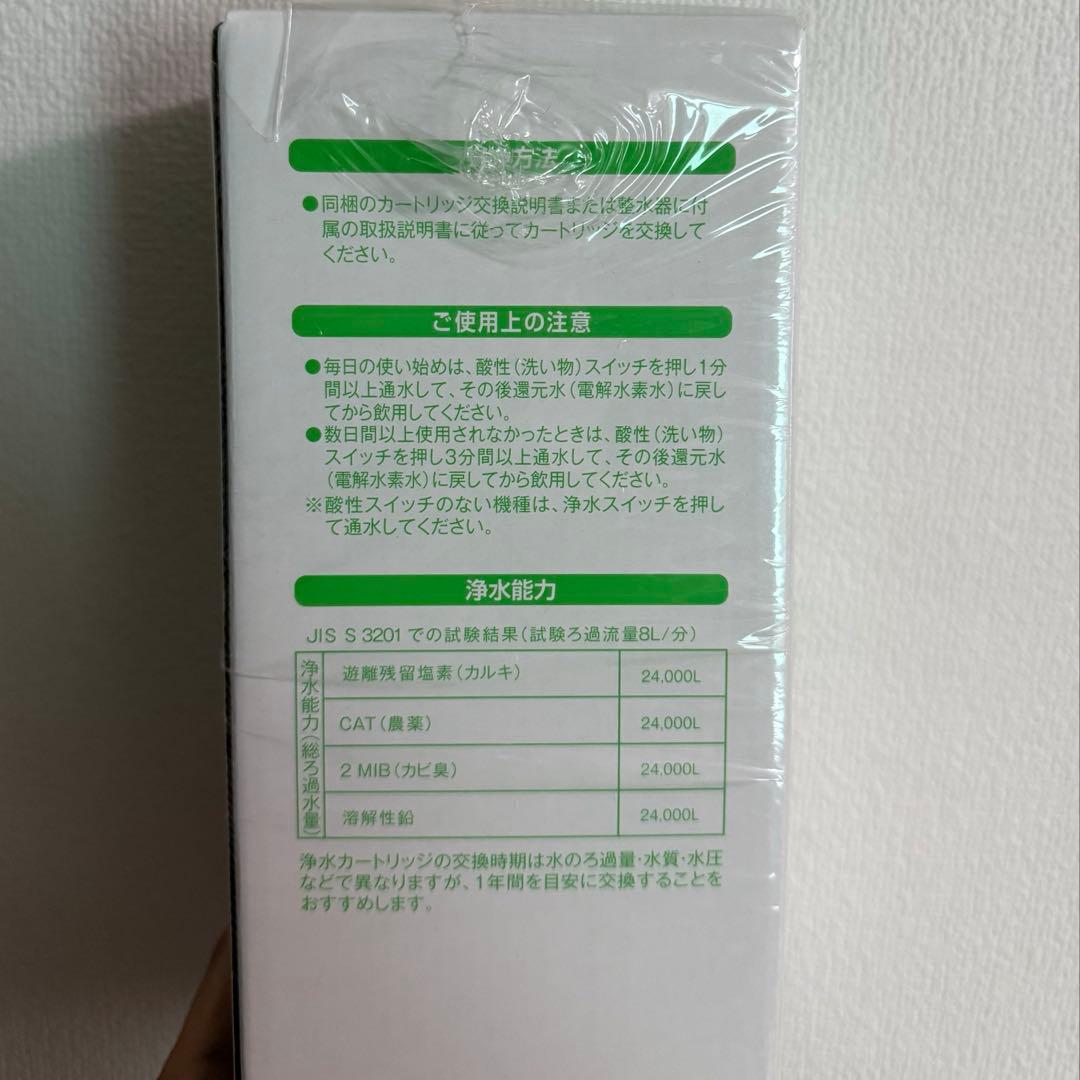 方法
●同梱のカートリッジ交換説明書または整水器に付
属の取扱説明書に従ってカートリッジを交換して
ください。
ご使用上の注意
●毎日の使い始めは、酸性(洗い物)スイッチを押し1分
間以上通水して、その後還元水(電解水素水)に戻し
てから飲用してください。
●数日間以上使用されなかったときは、酸性(洗い物)
スイッチを押し3分間以上通水して、その後還元水
(電解水素水)に戻してから飲用してください。
※酸性スイッチのない機種は、浄水スイッチを押し
て通水してください。
浄水能力
JIS S 3201 での試験結果(試験ろ過流量8L/分)
浄水能力(総ろ過水量)
遊離残留塩素(カルキ) 24,000L
CAT(農薬) 24,000L
2 MIB(カビ臭) 24,000L
溶解性鉛 24,000L
浄水カートリッジの交換時期は水のろ過量・水質・水圧
などで異なりますが、1年間を目安に交換することを
おすすめします。